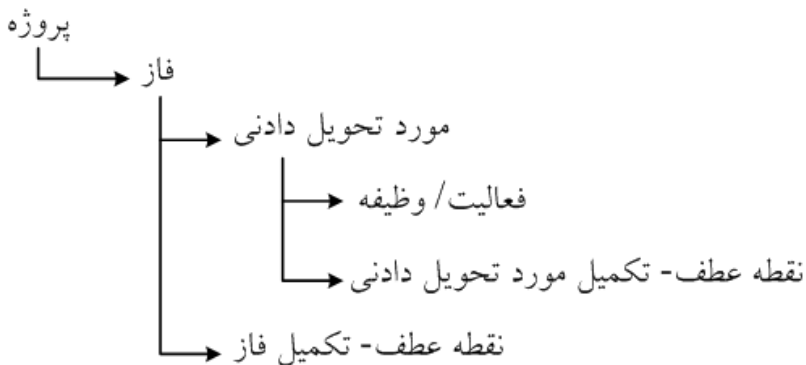 پروژه
فاز
مورد تحویل دادنی
فعالیت/ وظیفه
نقطه عطف- تکمیل مورد تحویل دادنی
نقطه عطف- تکمیل فاز